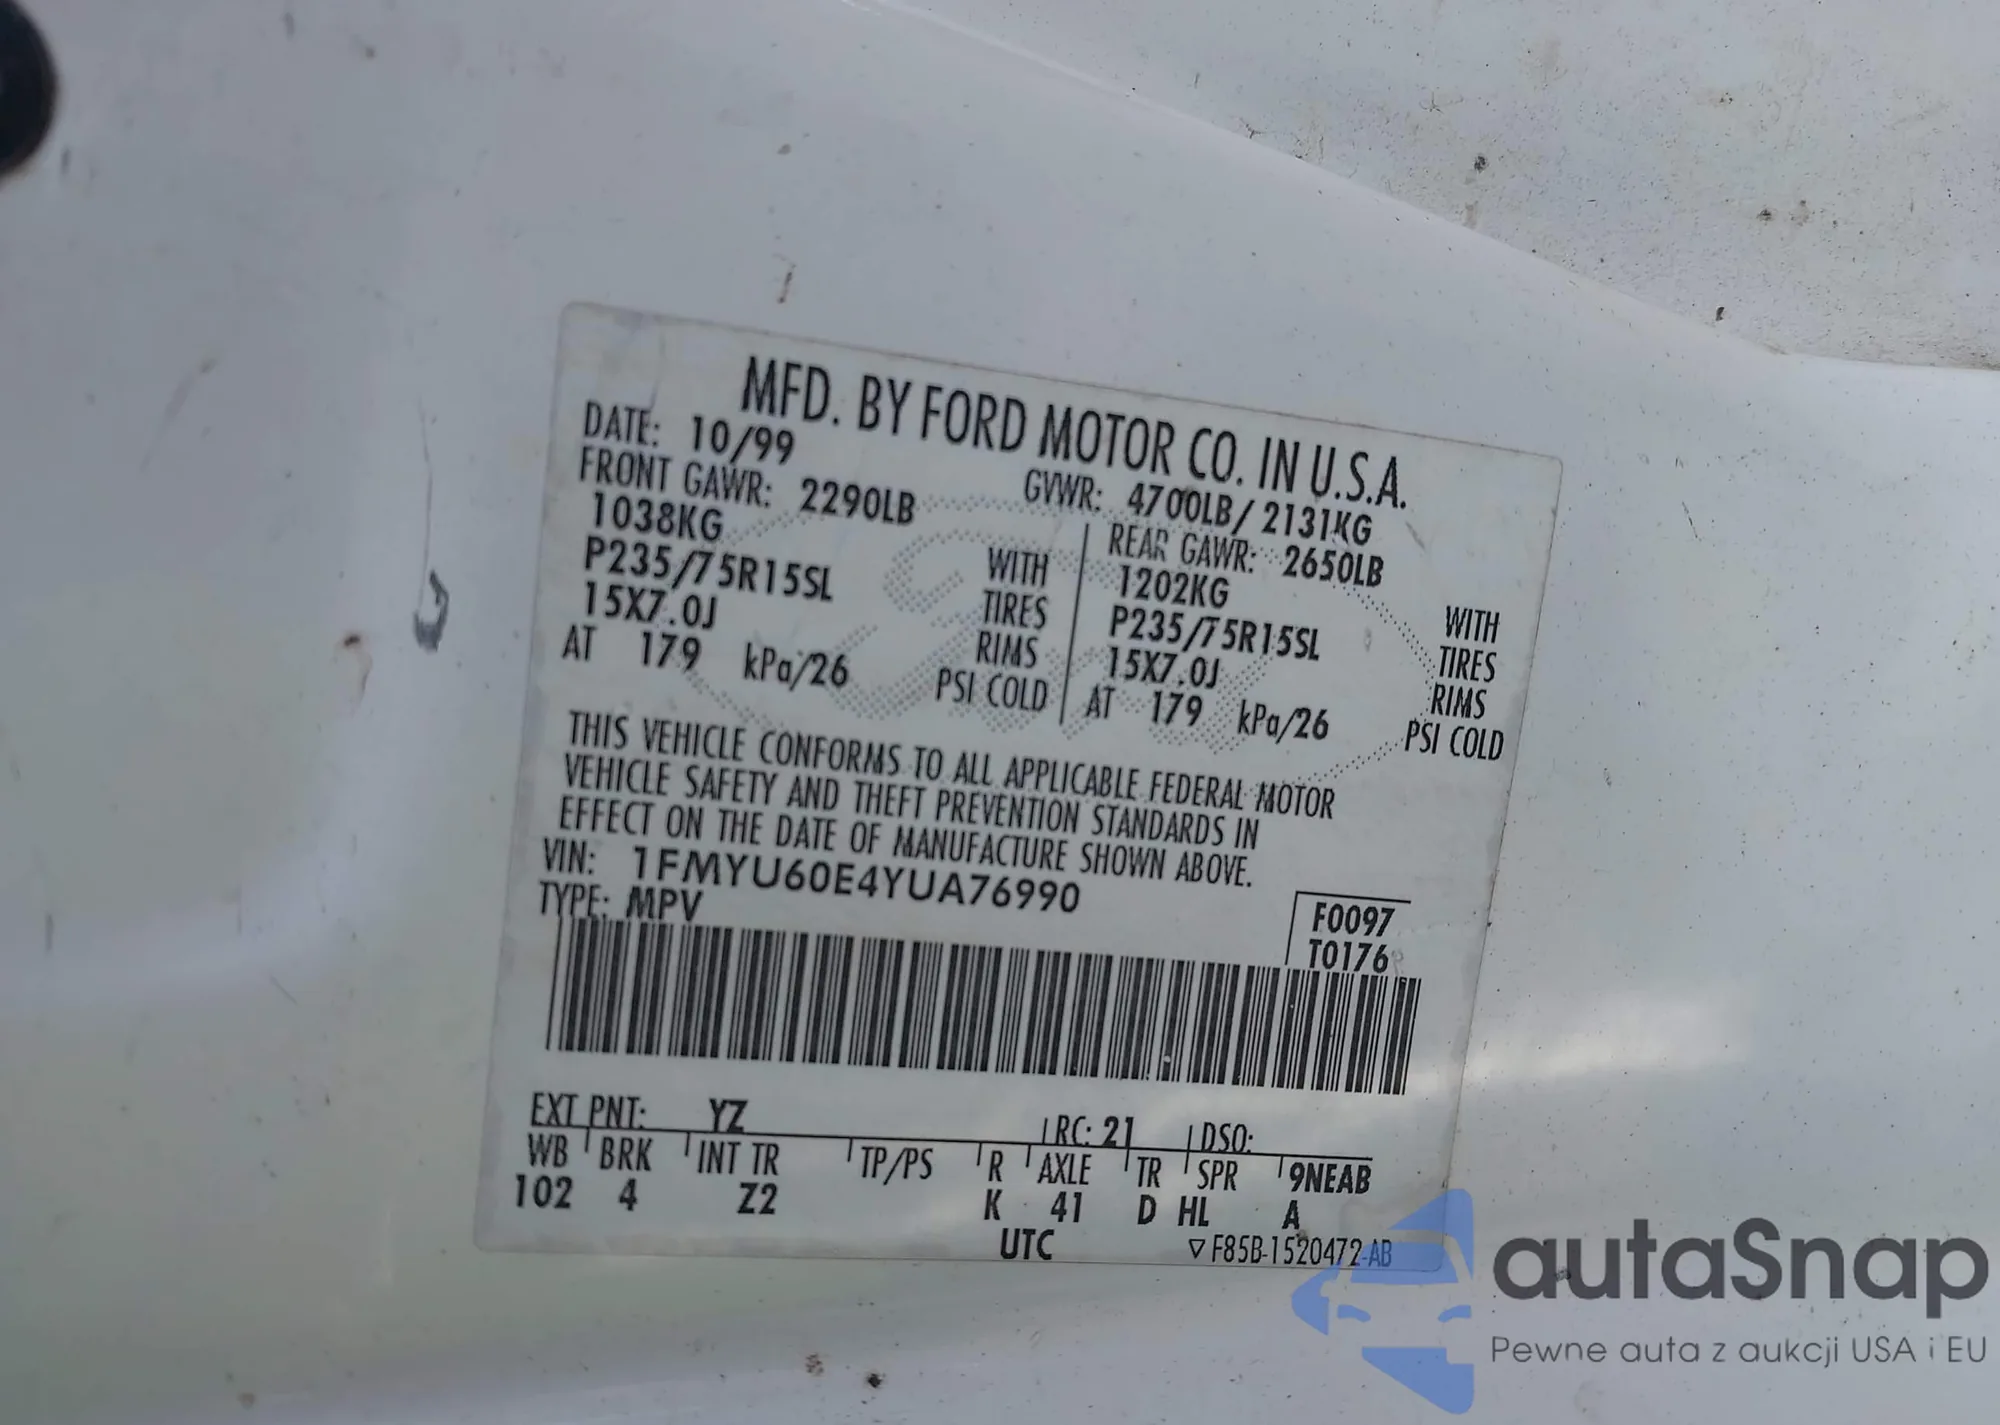 MFD. BY FORD MOTOR CO. IN U.S.A.
DATE: 10/99 GVWR: 4700LB/2131KG
FRONT GAWR: 2290LB REAR GAWR: 2650LB
1038KG WITH 1202KG WITH
P235/75R15SL TIRES P235/75R15SL TIRES
15X7.0J RIMS 15X7.0J RIMS
AT 179 kPa/26 PSI COLD AT 179 kPa/26 PSI COLD
THIS VEHICLE CONFORMS TO ALL APPLICABLE FEDERAL MOTOR
VEHICLE SAFETY AND THEFT PREVENTION STANDARDS IN
EFFECT ON THE DATE OF MANUFACTURE SHOWN ABOVE.
VIN: 1FMYU60E4YUA76990
TYPE: MPV
F0097
T0176
EXT PNT: YZ RC: 21 DSO:
WB BRK INT TR TP/PS R AXLE TR SPR 9NEAB
102 4 Z2 K 41 D HL A
UTC ▽F85B-1520472-AB
autaSnap
Pewne auta z aukcji USA i EU